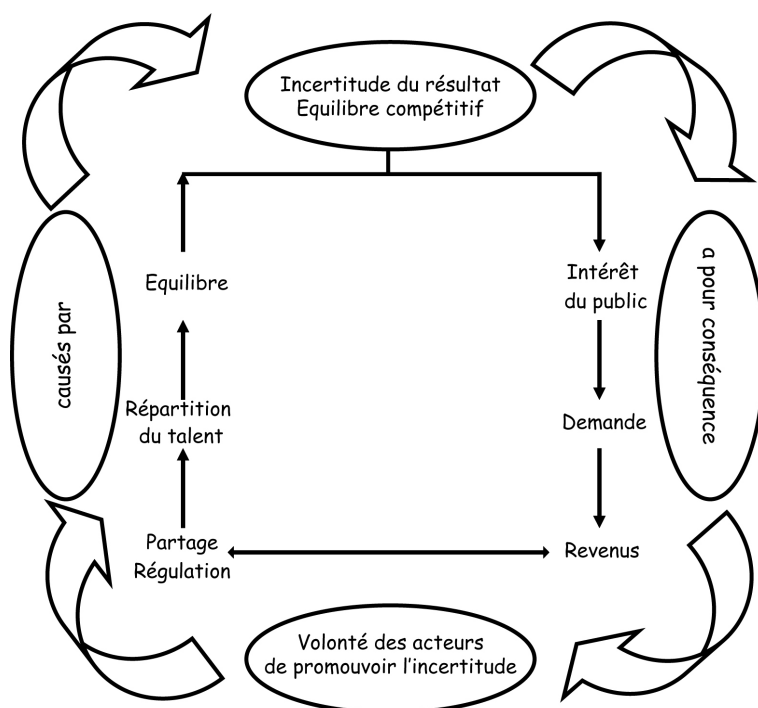 Incertitude du résultat
Equilibre compétitif
Equilibre
Intérêt
du public
causés par
a pour conséquence
Répartition
du talent
Demande
Partage
Régulation
Revenus
Volonté des acteurs
de promouvoir l'incertitude